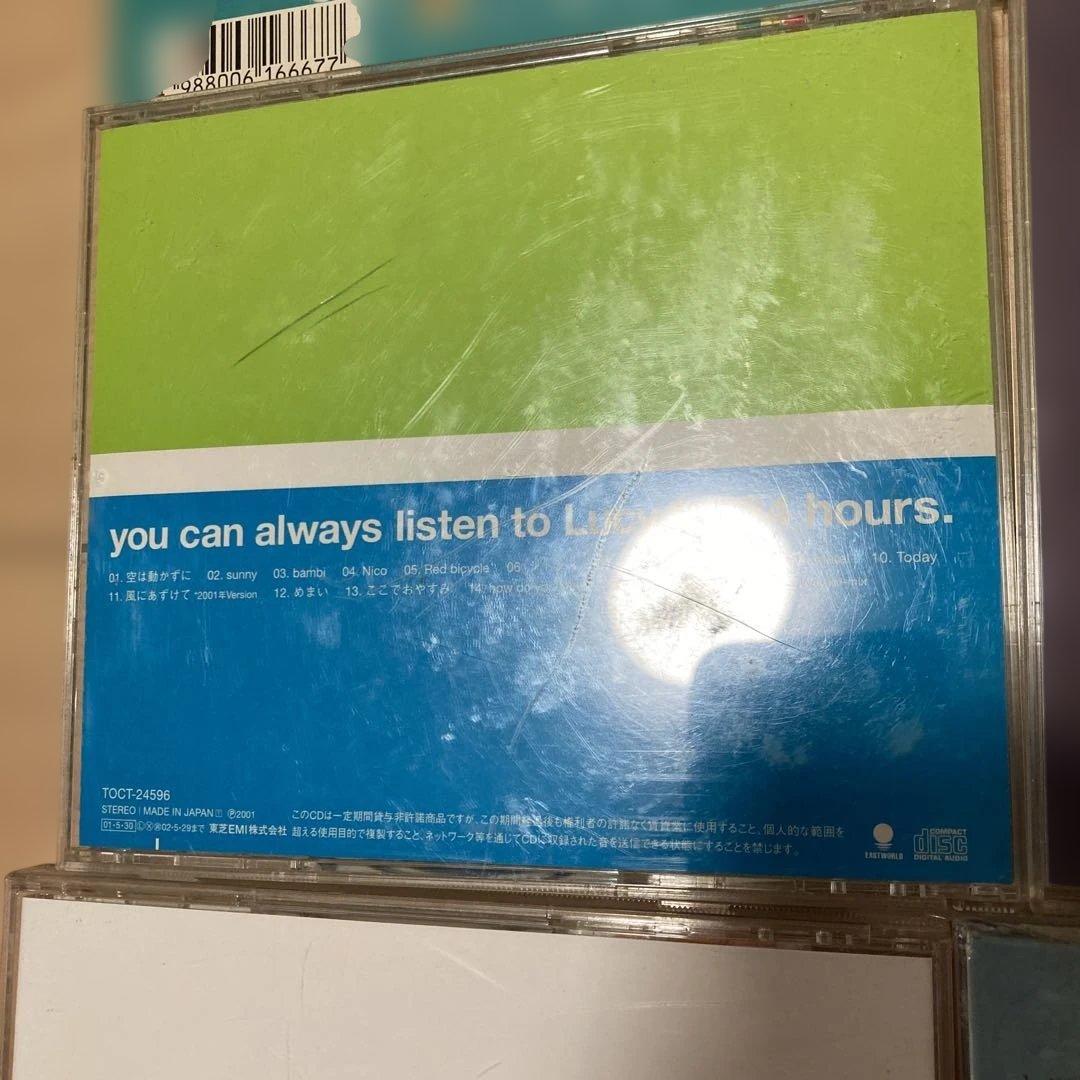 988006 166677
you can always listen to hours.
01. 空は動かずに 02. sunny 03. bambi 04. Nico 05. Red bicycle 06 10. Today
11. 風にあずけて *2001年Version 12. めまい 13. ここでおやすみ 14. how do
TOCT-24596
STEREO | MADE IN JAPAN Ⓣ Ⓟ2001
01・5・30 Ⓛ Ⓧ 02・5・29まで 東芝EMI株式会社
このCDは一定期間貸与非許諾商品ですが、この期間経過後も権利者の許諾なく賃貸業に使用すること、個人的な範囲を
超える使用目的で複製すること、ネットワーク等を通じてCDに収録された音を送信できる状態にすることを禁じます。
EASTWORLD
COMPACT
disc
DIGITAL AUDIO